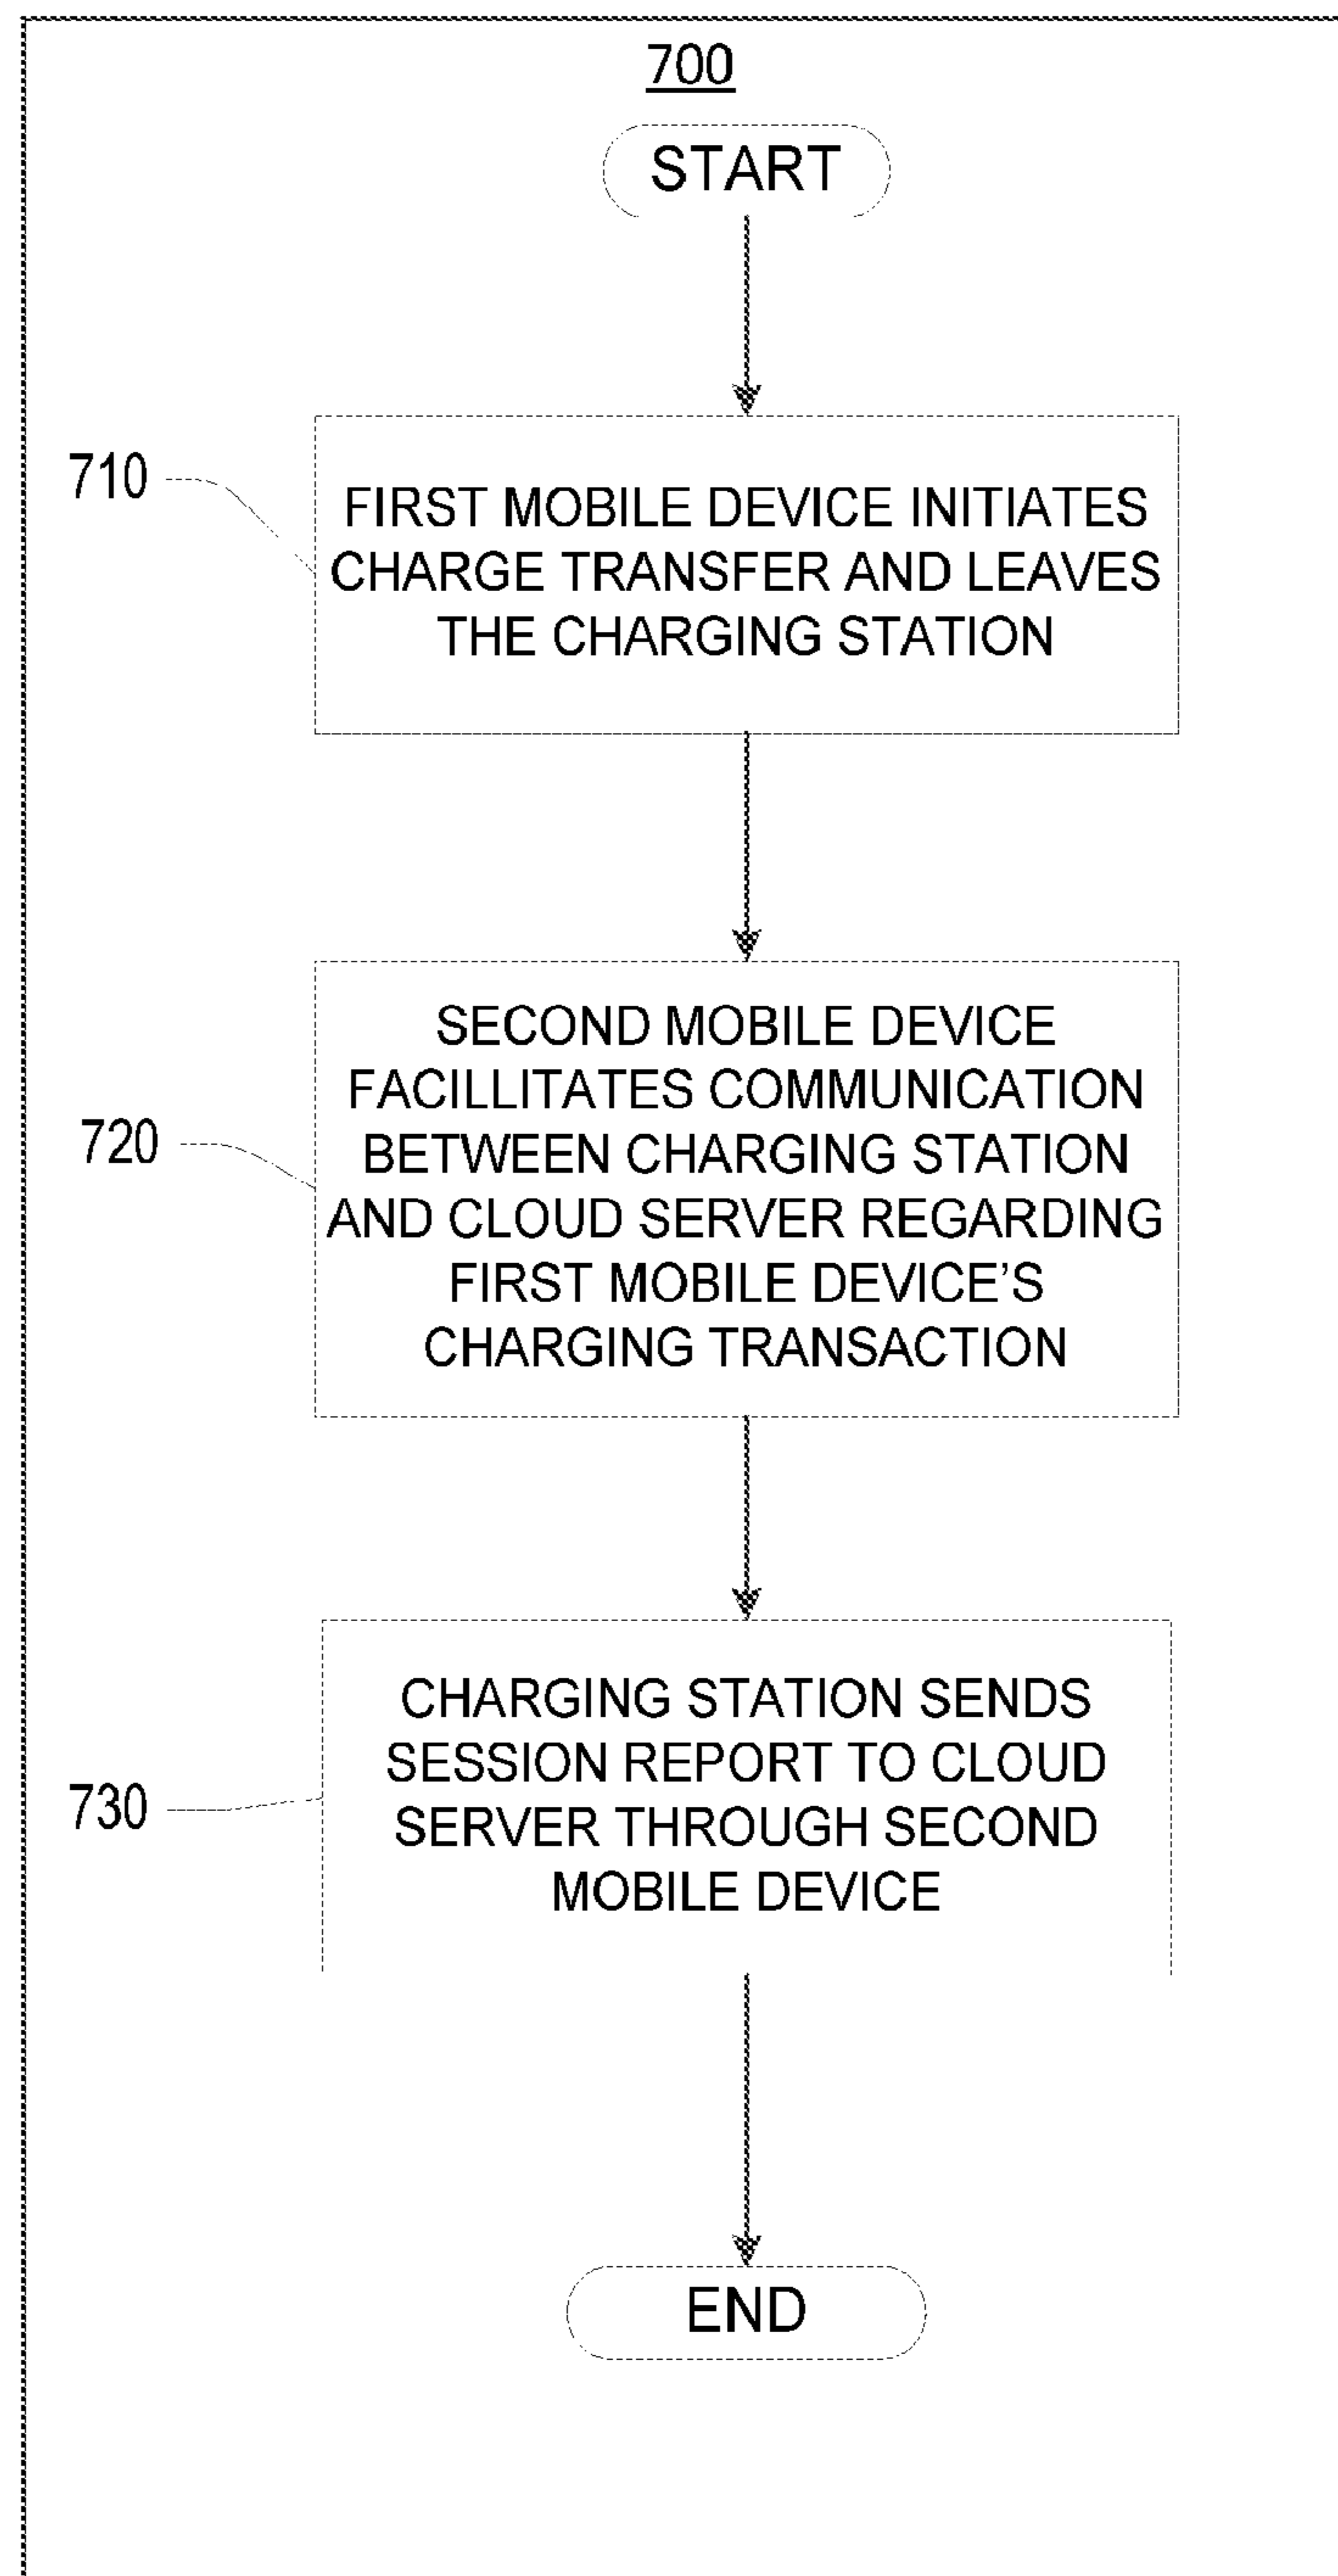 700
START
710
FIRST MOBILE DEVICE INITIATES
CHARGE TRANSFER AND LEAVES
THE CHARGING STATION
720
SECOND MOBILE DEVICE
FACILLITATES COMMUNICATION
BETWEEN CHARGING STATION
AND CLOUD SERVER REGARDING
FIRST MOBILE DEVICE’S
CHARGING TRANSACTION
730
CHARGING STATION SENDS
SESSION REPORT TO CLOUD
SERVER THROUGH SECOND
MOBILE DEVICE
END